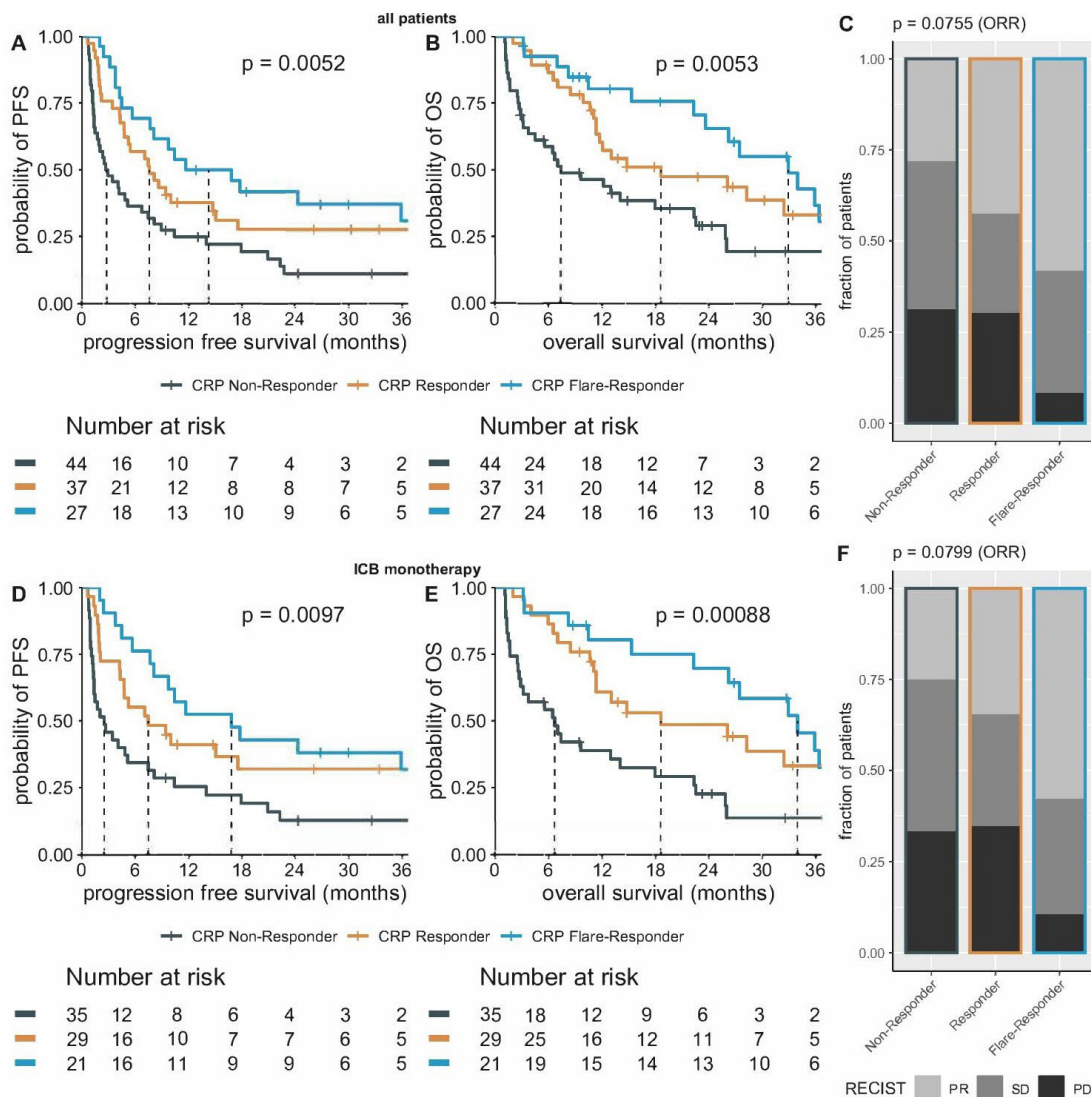 all patients
A
1.00
0.75
0.50
0.25
0.00
probability of PFS
p = 0.0052
0 6 12 18 24 30 36
progression free survival (months)
B
1.00
0.75
0.50
0.25
0.00
probability of OS
p = 0.0053
0 6 12 18 24 30 36
overall survival (months)
C
p = 0.0755 (ORR)
1.00
0.75
0.50
0.25
0.00
fraction of patients
Non-Responder
Responder
Flare-Responder
CRP Non-Responder CRP Responder CRP Flare-Responder
Number at risk
44 16 10 7 4 3 2
37 21 12 8 8 7 5
27 18 13 10 9 6 5
Number at risk
44 24 18 12 7 3 2
37 31 20 14 12 8 5
27 24 18 16 13 10 6
ICB monotherapy
D
1.00
0.75
0.50
0.25
0.00
probability of PFS
p = 0.0097
0 6 12 18 24 30 36
progression free survival (months)
E
1.00
0.75
0.50
0.25
0.00
probability of OS
p = 0.00088
0 6 12 18 24 30 36
overall survival (months)
F
p = 0.0799 (ORR)
1.00
0.75
0.50
0.25
0.00
fraction of patients
Non-Responder
Responder
Flare-Responder
CRP Non-Responder CRP Responder CRP Flare-Responder
Number at risk
35 12 8 6 4 3 2
29 16 10 7 7 6 5
21 16 11 9 9 6 5
Number at risk
35 18 12 9 6 3 2
29 25 16 12 11 7 5
21 19 15 14 13 10 6
RECIST PR SD PD